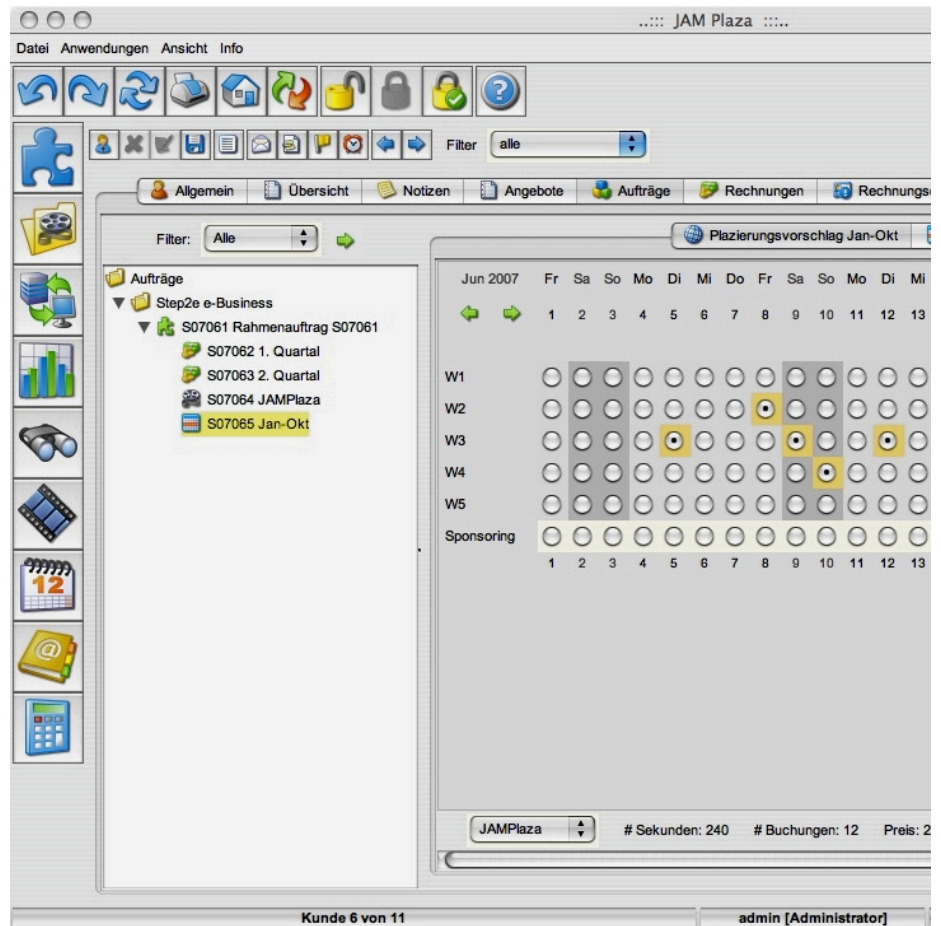 ..::: JAM Plaza :::..
Datei Anwendungen Ansicht Info
Filter alle
Allgemein Übersicht Notizen Angebote Aufträge Rechnungen Rechnungs
Filter: Alle
Plazierungsvorschlag Jan-Okt
Aufträge
Step2e e-Business
S07061 Rahmenauftrag S07061
S07062 1. Quartal
S07063 2. Quartal
S07064 JAMPlaza
S07065 Jan-Okt
Jun 2007 Fr Sa So Mo Di Mi Do Fr Sa So Mo Di Mi
1 2 3 4 5 6 7 8 9 10 11 12 13
W1
W2
W3
W4
W5
Sponsoring
1 2 3 4 5 6 7 8 9 10 11 12 13
12
JAMPlaza # Sekunden: 240 # Buchungen: 12 Preis: 2
Kunde 6 von 11 admin [Administrator]